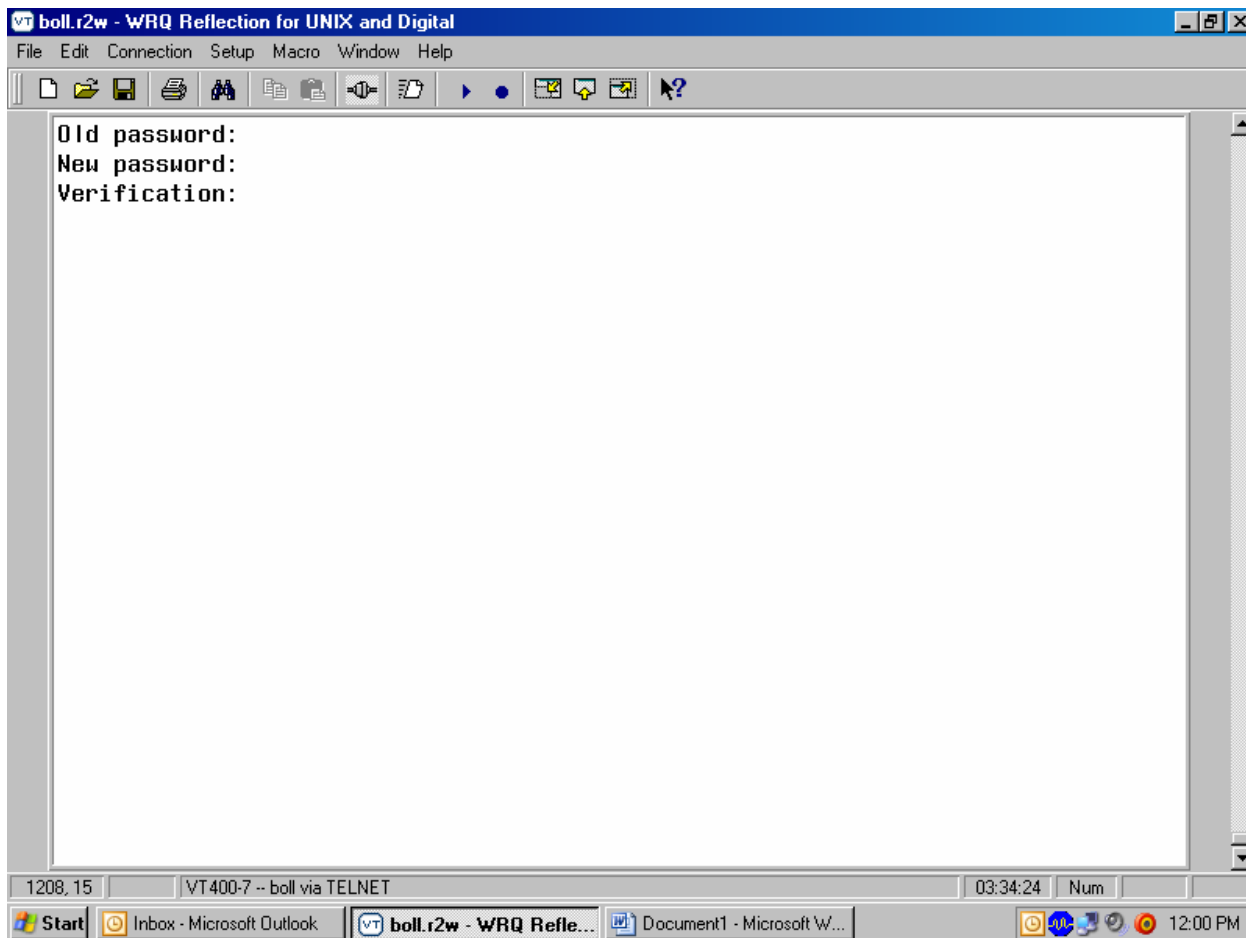 VT boll.r2w - WRQ Reflection for UNIX and Digital
File Edit Connection Setup Macro Window Help
Old password:
New password:
Verification:
1208, 15 VT400-7 -- boll via TELNET 03:34:24 Num
Start Inbox - Microsoft Outlook VT boll.r2w - WRQ Refle... Document1 - Microsoft W... 12:00 PM